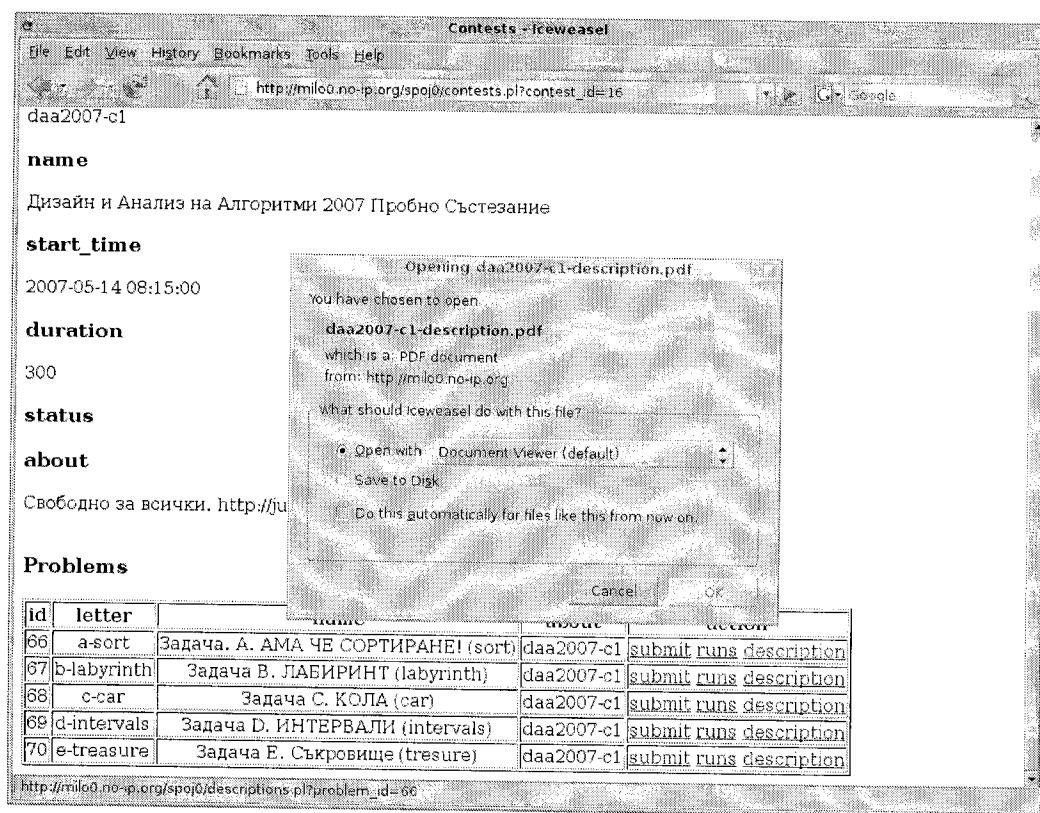 Contests - Iceweasel
File Edit View History Bookmarks Tools Help
http://milo0.no-ip.org/spoj0/contests.pl?contest_id=16
Google
daa2007-c1
name
Дизайн и Анализ на Алгоритми 2007 Пробно Състезание
start_time
2007-05-14 08:15:00
duration
300
status
about
Свободно за всички. http://ju
Opening daa2007-c1-description.pdf
You have chosen to open
daa2007-c1-description.pdf
which is a: PDF document
from: http://milo0.no-ip.org
What should Iceweasel do with this file?
Open with Document Viewer (default)
Save to Disk
Do this automatically for files like this from now on.
Cancel OK
Problems
id letter name about action
66 a-sort Задача. А. АМА ЧЕ СОРТИРАНЕ! (sort) daa2007-c1 submit runs description
67 b-labyrinth Задача B. ЛАБИРИНТ (labyrinth) daa2007-c1 submit runs description
68 c-car Задача C. КОЛА (car) daa2007-c1 submit runs description
69 d-intervals Задача D. ИНТЕРВАЛИ (intervals) daa2007-c1 submit runs description
70 e-treasure Задача E. Съкровище (tresure) daa2007-c1 submit runs description
http://milo0.no-ip.org/spoj0/descriptions.pl?problem_id=66